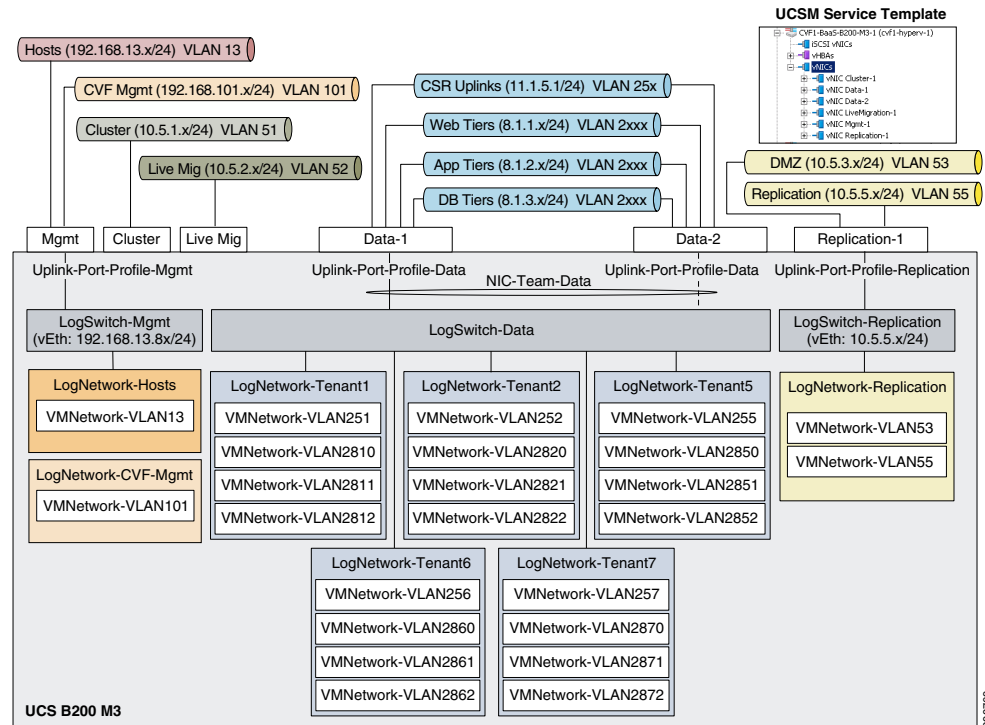 UCSM Service Template
CVF1-BaaS-B200-M3-1 (cvf1-hyperv-1)
iSCSI vNICs
vHBAs
vNICs
vNIC Cluster-1
vNIC Data-1
vNIC Data-2
vNIC LiveMigration-1
vNIC Mgmt-1
vNIC Replication-1
Hosts (192.168.13.x/24) VLAN 13
CVF Mgmt (192.168.101.x/24) VLAN 101
Cluster (10.5.1.x/24) VLAN 51
Live Mig (10.5.2.x/24) VLAN 52
CSR Uplinks (11.1.5.1/24) VLAN 25x
Web Tiers (8.1.1.x/24) VLAN 2xxx
App Tiers (8.1.2.x/24) VLAN 2xxx
DB Tiers (8.1.3.x/24) VLAN 2xxx
DMZ (10.5.3.x/24) VLAN 53
Replication (10.5.5.x/24) VLAN 55
Mgmt
Cluster
Live Mig
Data-1
Data-2
Replication-1
Uplink-Port-Profile-Mgmt
Uplink-Port-Profile-Data
Uplink-Port-Profile-Data
Uplink-Port-Profile-Replication
NIC-Team-Data
LogSwitch-Mgmt
(vEth: 192.168.13.8x/24)
LogSwitch-Data
LogSwitch-Replication
(vEth: 10.5.5.x/24)
LogNetwork-Hosts
VMNetwork-VLAN13
LogNetwork-CVF-Mgmt
VMNetwork-VLAN101
LogNetwork-Tenant1
VMNetwork-VLAN251
VMNetwork-VLAN2810
VMNetwork-VLAN2811
VMNetwork-VLAN2812
LogNetwork-Tenant2
VMNetwork-VLAN252
VMNetwork-VLAN2820
VMNetwork-VLAN2821
VMNetwork-VLAN2822
LogNetwork-Tenant5
VMNetwork-VLAN255
VMNetwork-VLAN2850
VMNetwork-VLAN2851
VMNetwork-VLAN2852
LogNetwork-Replication
VMNetwork-VLAN53
VMNetwork-VLAN55
LogNetwork-Tenant6
VMNetwork-VLAN256
VMNetwork-VLAN2860
VMNetwork-VLAN2861
VMNetwork-VLAN2862
LogNetwork-Tenant7
VMNetwork-VLAN257
VMNetwork-VLAN2870
VMNetwork-VLAN2871
VMNetwork-VLAN2872
UCS B200 M3